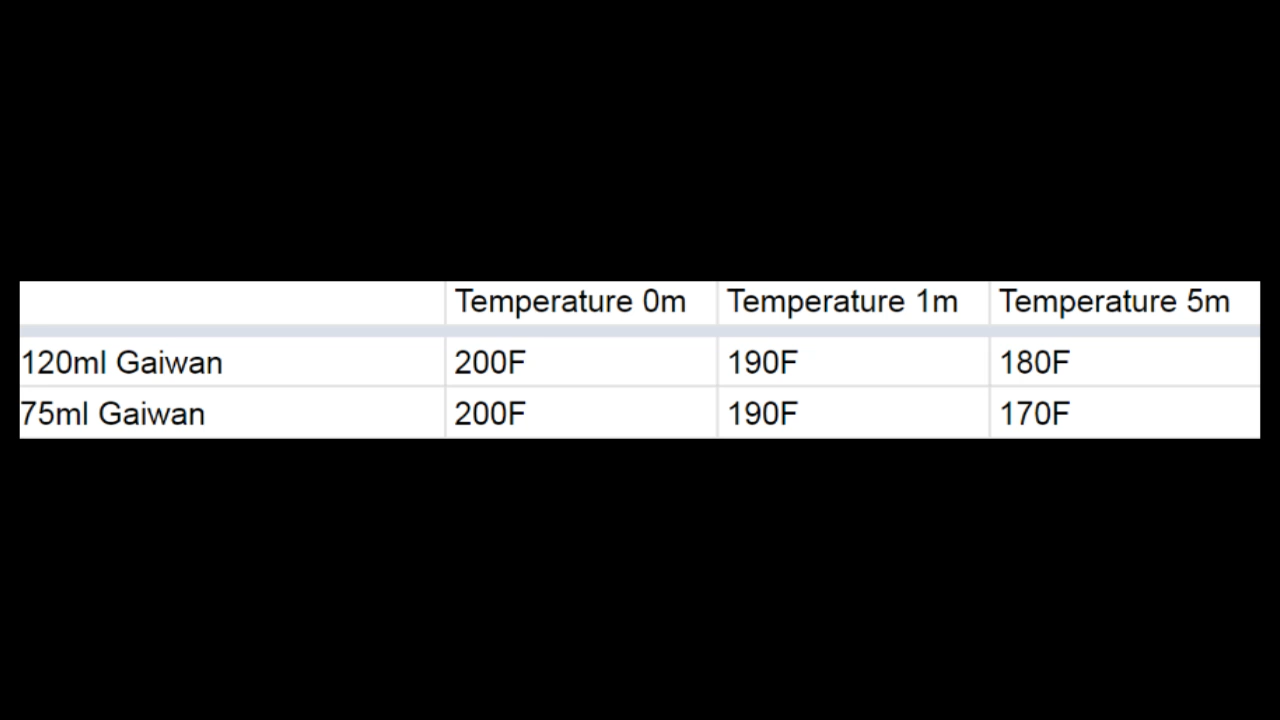 Temperature 0m Temperature 1m Temperature 5m
120ml Gaiwan 200F 190F 180F
75ml Gaiwan 200F 190F 170F